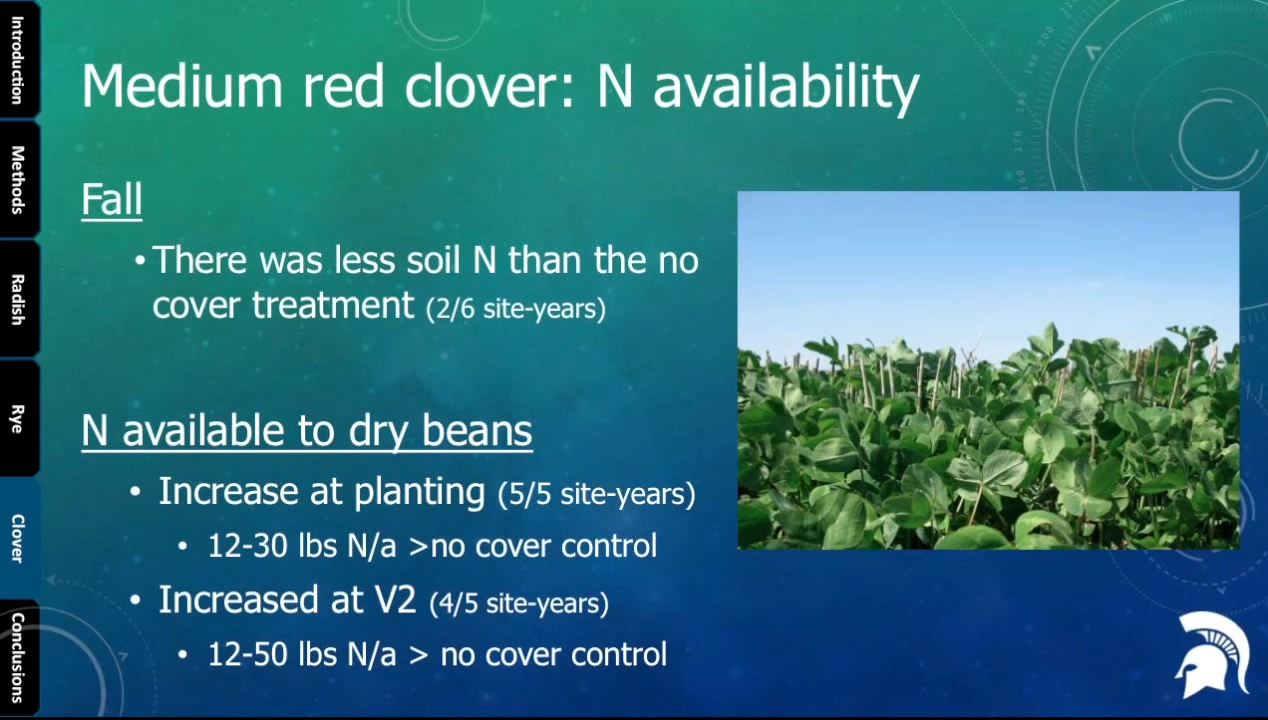 Introduction
Methods
Radish
Rye
Clover
Conclusions
Medium red clover: N availability
Fall
• There was less soil N than the no
cover treatment (2/6 site-years)
N available to dry beans
• Increase at planting (5/5 site-years)
• 12-30 lbs N/a >no cover control
• Increased at V2 (4/5 site-years)
• 12-50 lbs N/a > no cover control